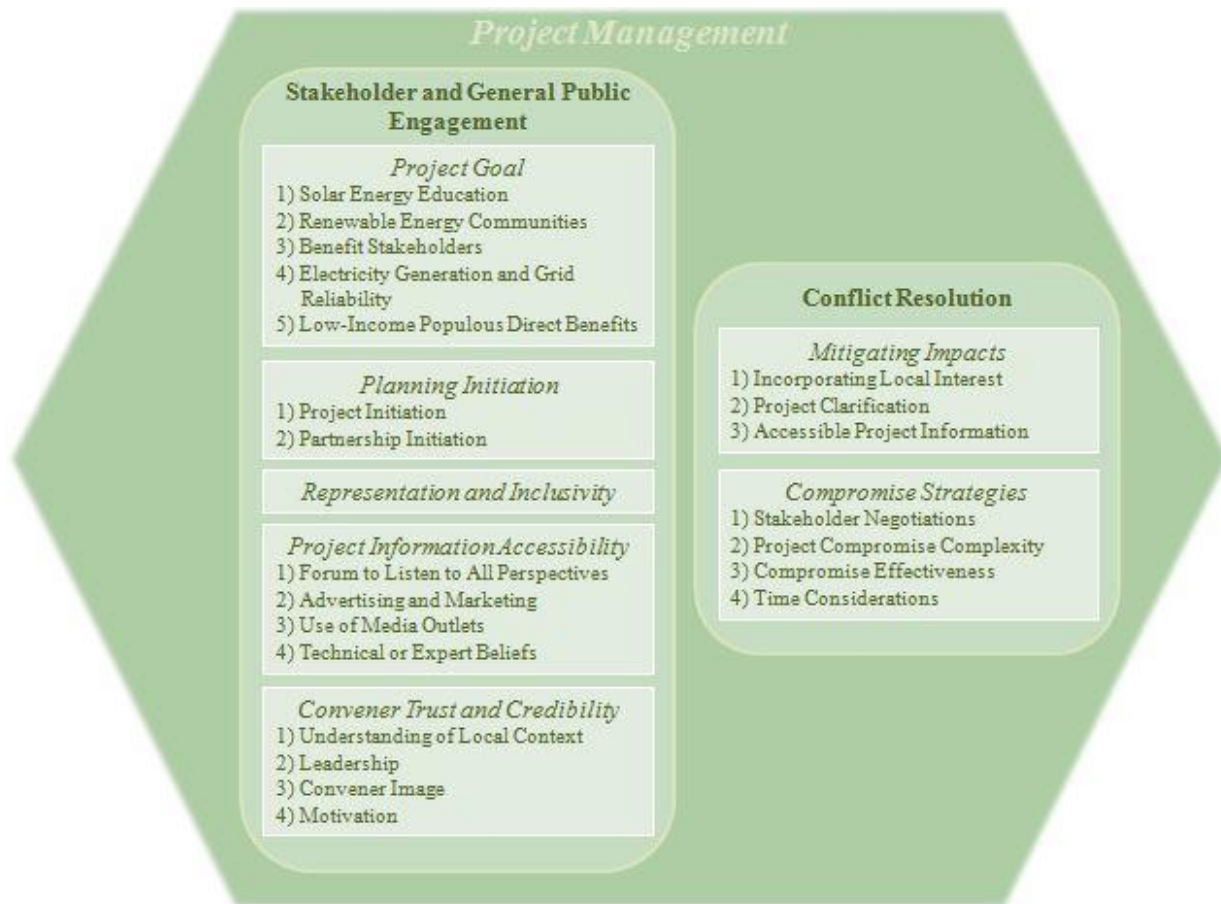 Project Management
Stakeholder and General Public
Engagement
Project Goal
1) Solar Energy Education
2) Renewable Energy Communities
3) Benefit Stakeholders
4) Electricity Generation and Grid
Reliability
5) Low-Income Populous Direct Benefits
Planning Initiation
1) Project Initiation
2) Partnership Initiation
Representation and Inclusivity
Project Information Accessibility
1) Forum to Listen to All Perspectives
2) Advertising and Marketing
3) Use of Media Outlets
4) Technical or Expert Beliefs
Convener Trust and Credibility
1) Understanding of Local Context
2) Leadership
3) Convener Image
4) Motivation
Conflict Resolution
Mitigating Impacts
1) Incorporating Local Interest
2) Project Clarification
3) Accessible Project Information
Compromise Strategies
1) Stakeholder Negotiations
2) Project Compromise Complexity
3) Compromise Effectiveness
4) Time Considerations